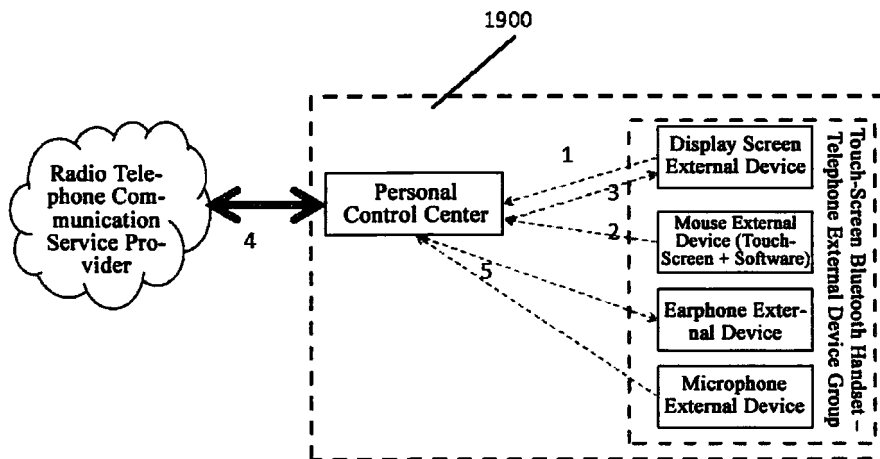 1900
Radio Tele-
phone Com-
munication
Service Pro-
vider
4
Personal
Control Center
1
3
2
5
Display Screen
External Device
Mouse External
Device (Touch-
Screen + Software)
Earphone Exter-
nal Device
Microphone
External Device
Touch-Screen Bluetooth Handset –
Telephone External Device Group